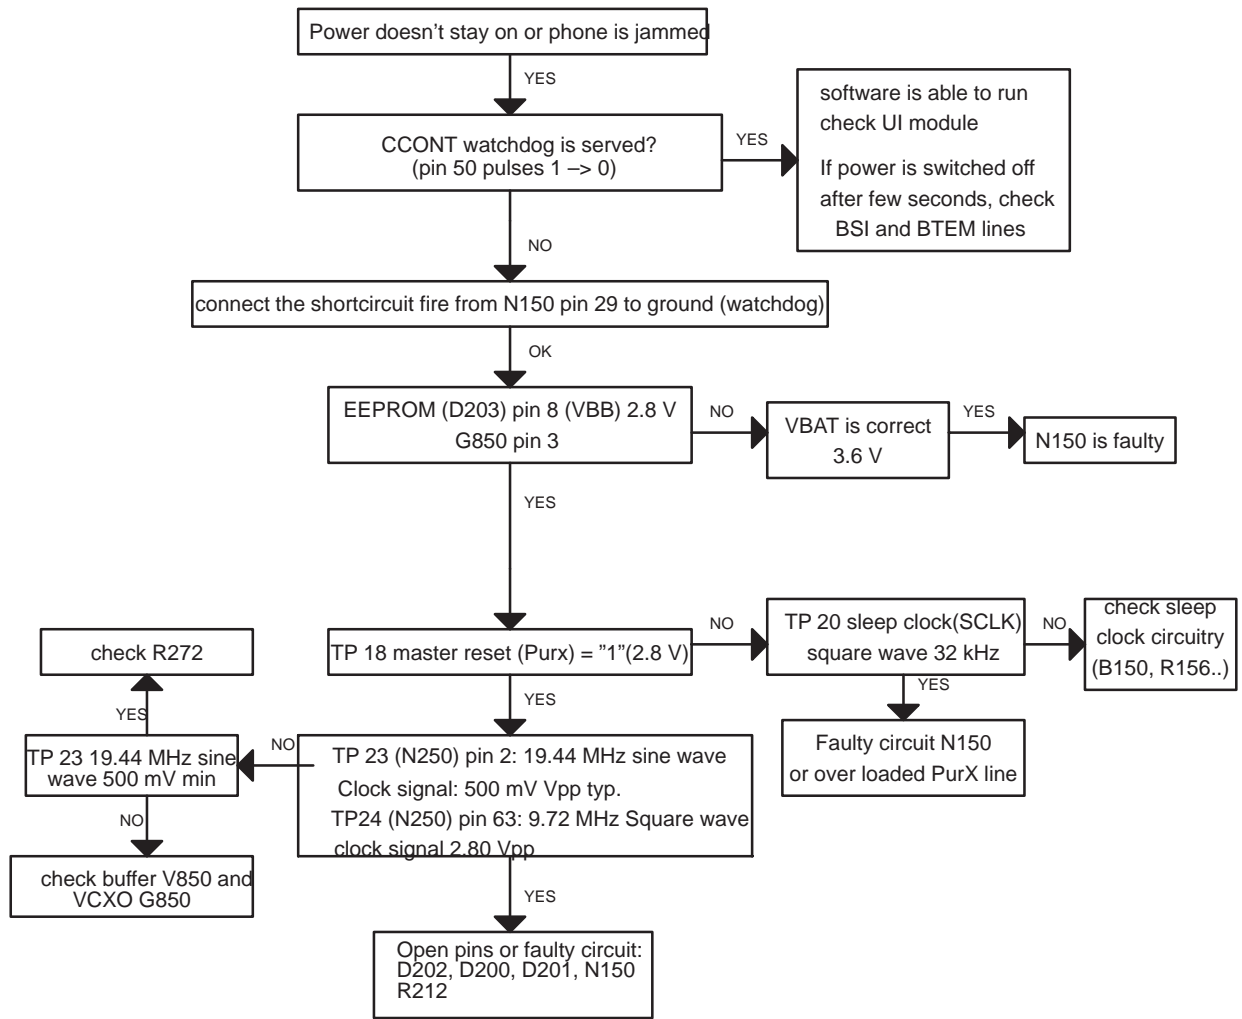 Power doesn't stay on or phone is jammed
YES
CCONT watchdog is served?
(pin 50 pulses 1 –> 0)
YES
software is able to run
check UI module
If power is switched off
after few seconds, check
BSI and BTEM lines
NO
connect the shortcircuit fire from N150 pin 29 to ground (watchdog)
OK
EEPROM (D203) pin 8 (VBB) 2.8 V
G850 pin 3
NO
VBAT is correct
3.6 V
YES
N150 is faulty
YES
TP 18 master reset (Purx) = ”1”(2.8 V)
NO
TP 20 sleep clock(SCLK)
square wave 32 kHz
NO
check sleep
clock circuitry
(B150, R156..)
YES
Faulty circuit N150
or over loaded PurX line
YES
TP 23 (N250) pin 2: 19.44 MHz sine wave
Clock signal: 500 mV Vpp typ.
TP24 (N250) pin 63: 9.72 MHz Square wave
clock signal 2.80 Vpp
NO
TP 23 19.44 MHz sine
wave 500 mV min
YES
check R272
NO
check buffer V850 and
VCXO G850
YES
Open pins or faulty circuit:
D202, D200, D201, N150
R212